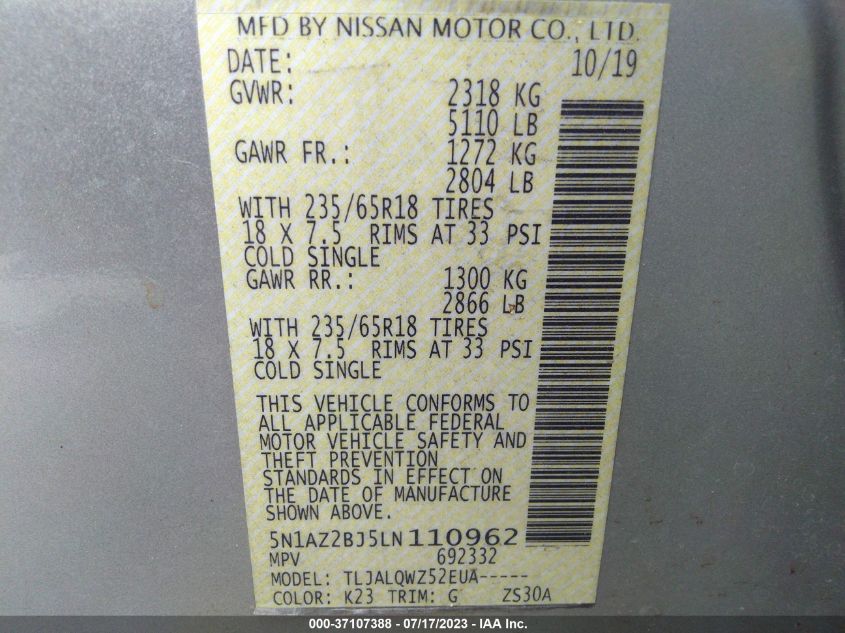 MFD BY NISSAN MOTOR CO., LTD.
DATE: 10/19
GVWR: 2318 KG
5110 LB
GAWR FR.: 1272 KG
2804 LB
WITH 235/65R18 TIRES
18 X 7.5 RIMS AT 33 PSI
COLD SINGLE
GAWR RR.: 1300 KG
2866 LB
WITH 235/65R18 TIRES
18 X 7.5 RIMS AT 33 PSI
COLD SINGLE
THIS VEHICLE CONFORMS TO
ALL APPLICABLE FEDERAL
MOTOR VEHICLE SAFETY AND
THEFT PREVENTION
STANDARDS IN EFFECT ON
THE DATE OF MANUFACTURE
SHOWN ABOVE.
5N1AZ2BJ5LN110962
MPV 692332
MODEL: TLJALQWZ52EUA-----
COLOR: K23 TRIM: G ZS30A
000-37107388 - 07/17/2023 - IAA Inc.